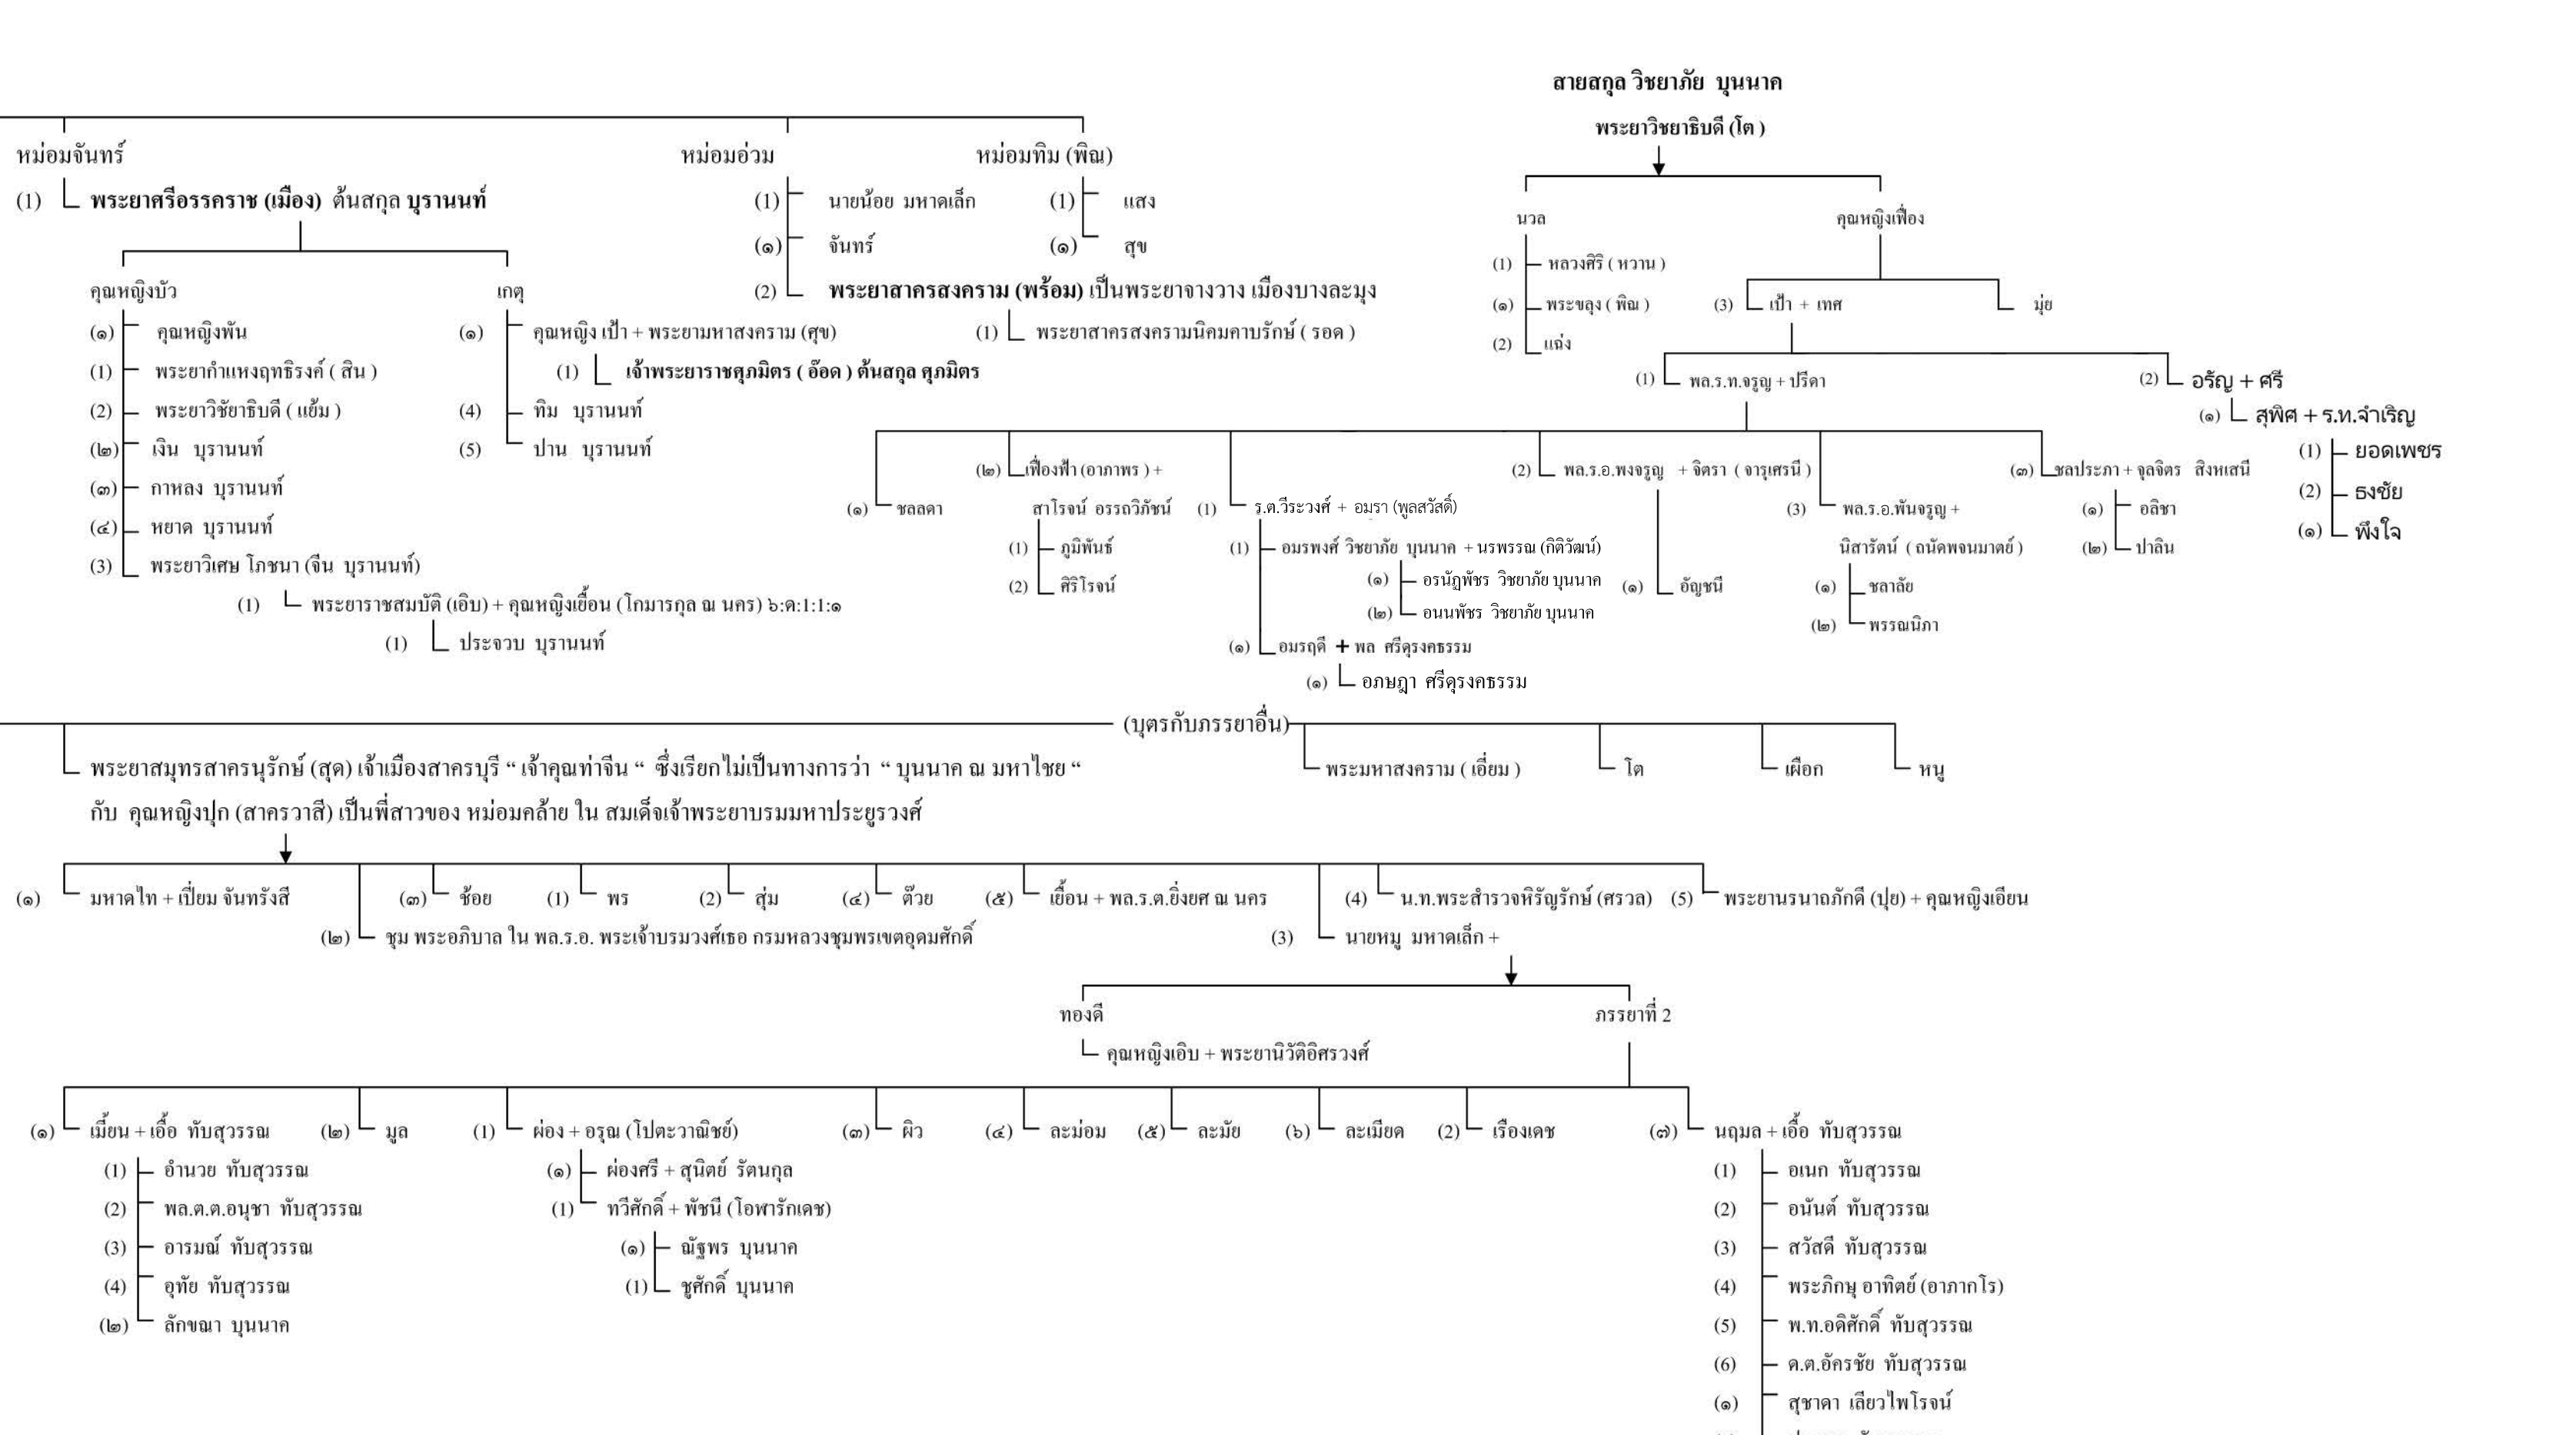 สายสกุล วิชยาภัย บุนนาค
พระยาวิชยาธิบดี (โต )
หม่อมจันทร์ หม่อมอ่วม หม่อมทิม (พิณ)
(1) พระยาศรีอรรคราช (เมือง) ต้นสกุล บุรานนท์ (1) นายน้อย มหาดเล็ก (1) แสง
นวล คุณหญิงเฟื่อง
(๑) จันทร์ (๑) สุข
(1) หลวงศิริ ( หวาน )
คุณหญิงบัว เกตุ (2) พระยาสาครสงคราม (พร้อม) เป็นพระยาจางวาง เมืองบางละมุง
(๑) พระขลุง ( พิณ ) (3) เป้า + เทศ มุ่ย
(๑) คุณหญิงพัน (๑) คุณหญิง เป้า + พระยามหาสงคราม (ศุข) (1) พระยาสาครสงครามนิคมคาบรักษ์ ( รอด )
(2) แฉ่ง
(1) พระยากำแหงฤทธิรงค์ ( สิน ) (1) เจ้าพระยาราชศุภมิตร ( อ๊อด ) ต้นสกุล ศุภมิตร
(1) พล.ร.ท.จรูญ + ปรีดา (2) อรัญ + ศรี
(2) พระยาวิชัยาธิบดี ( แย้ม ) (4) ทิม บุรานนท์
(๑) สุพิศ + ร.ท.จำเริญ
(๒) เงิน บุรานนท์ (5) ปาน บุรานนท์
(1) ยอดเพชร
(๒) เฟื่องฟ้า (อาภาพร ) + (2) พล.ร.อ.พงจรูญ + จิตรา ( จารุเศรนี ) (๓) ชลประภา + จุลจิตร สิงหเสนี
(๓) กาหลง บุรานนท์
(2) ธงชัย
(๑) ชลลดา สาโรจน์ อรรถวิภัชน์ (1) ร.ต.วีระวงศ์ + อมรา (พูลสวัสดิ์) (3) พล.ร.อ.พันจรูญ + (๑) อลิชา
(๔) หยาด บุรานนท์
(๑) พึงใจ
(1) ภูมิพันธ์ (1) อมรพงศ์ วิชยาภัย บุนนาค + นรพรรณ (กิติวัฒน์) นิสารัตน์ ( ถนัดพจนมาตย์ ) (๒) ปาลิน
(3) พระยาวิเศษ โภชนา (จีน บุรานนท์)
(๑) อรนัฏพัชร วิชยาภัย บุนนาค
(2) ศิริโรจน์ (๑) อัญชนี (๑) ชลาลัย
(1) พระยาราชสมบัติ (เอิบ) + คุณหญิงเยื้อน (โกมารกุล ณ นคร) ๖:ด:1:1:๑
(๒) อนนพัชร วิชยาภัย บุนนาค
(๒) พรรณนิภา
(1) ประจวบ บุรานนท์
(๑) อมรฤดี + พล ศรีดุรงคธรรม
(๑) อภษฎา ศรีดุรงคธรรม
(บุตรกับภรรยาอื่น)
พระยาสมุทรสาครนุรักษ์ (สุด) เจ้าเมืองสาครบุรี “ เจ้าคุณท่าจีน “ ซึ่งเรียกไม่เป็นทางการว่า “ บุนนาค ณ มหาไชย “ พระมหาสงคราม ( เอี่ยม ) โต เผือก หนู
กับ คุณหญิงปุก (สาครวาสี) เป็นพี่สาวของ หม่อมคล้าย ใน สมเด็จเจ้าพระยาบรมมหาประยูรวงศ์
(๑) มหาดไท + เปี่ยม จันทรังสี (๓) ช้อย (1) พร (2) สุ่ม (๔) ต๊วย (๕) เยื้อน + พล.ร.ต.ยิ่งยศ ณ นคร (4) น.ท.พระสำรวจหิรัญรักษ์ (ศรวล) (5) พระยานรนาถภักดี (ปุย) + คุณหญิงเอียน
(๒) ชุม พระอภิบาล ใน พล.ร.อ. พระเจ้าบรมวงศ์เธอ กรมหลวงชุมพรเขตอุดมศักดิ์ (3) นายหมู มหาดเล็ก +
ทองดี ภรรยาที่ 2
คุณหญิงเอิบ + พระยานิวัติอิศรวงศ์
(๑) เมี้ยน + เอื้อ ทับสุวรรณ (๒) มูล (1) ผ่อง + อรุณ (โปตะวาณิชย์) (๓) ผิว (๔) ละม่อม (๕) ละมัย (๖) ละเมียด (2) เรืองเดช (๗) นฤมล + เอื้อ ทับสุวรรณ
(1) อำนวย ทับสุวรรณ (๑) ผ่องศรี + สุนิตย์ รัตนกุล (1) อเนก ทับสุวรรณ
(2) พล.ต.ต.อนุชา ทับสุวรรณ (1) ทวีศักดิ์ + พัชนี (โอฬารักเดช) (2) อนันต์ ทับสุวรรณ
(3) อารมณ์ ทับสุวรรณ (๑) ณัฐพร บุนนาค (3) สวัสดี ทับสุวรรณ
(4) อุทัย ทับสุวรรณ (1) ชูศักดิ์ บุนนาค (4) พระภิกษุ อาทิตย์ (อาภากโร)
(๒) ลักขณา บุนนาค (5) พ.ท.อดิศักดิ์ ทับสุวรรณ
(6) ด.ต.อัครชัย ทับสุวรรณ
(๑) สุชาดา เลียวไพโรจน์